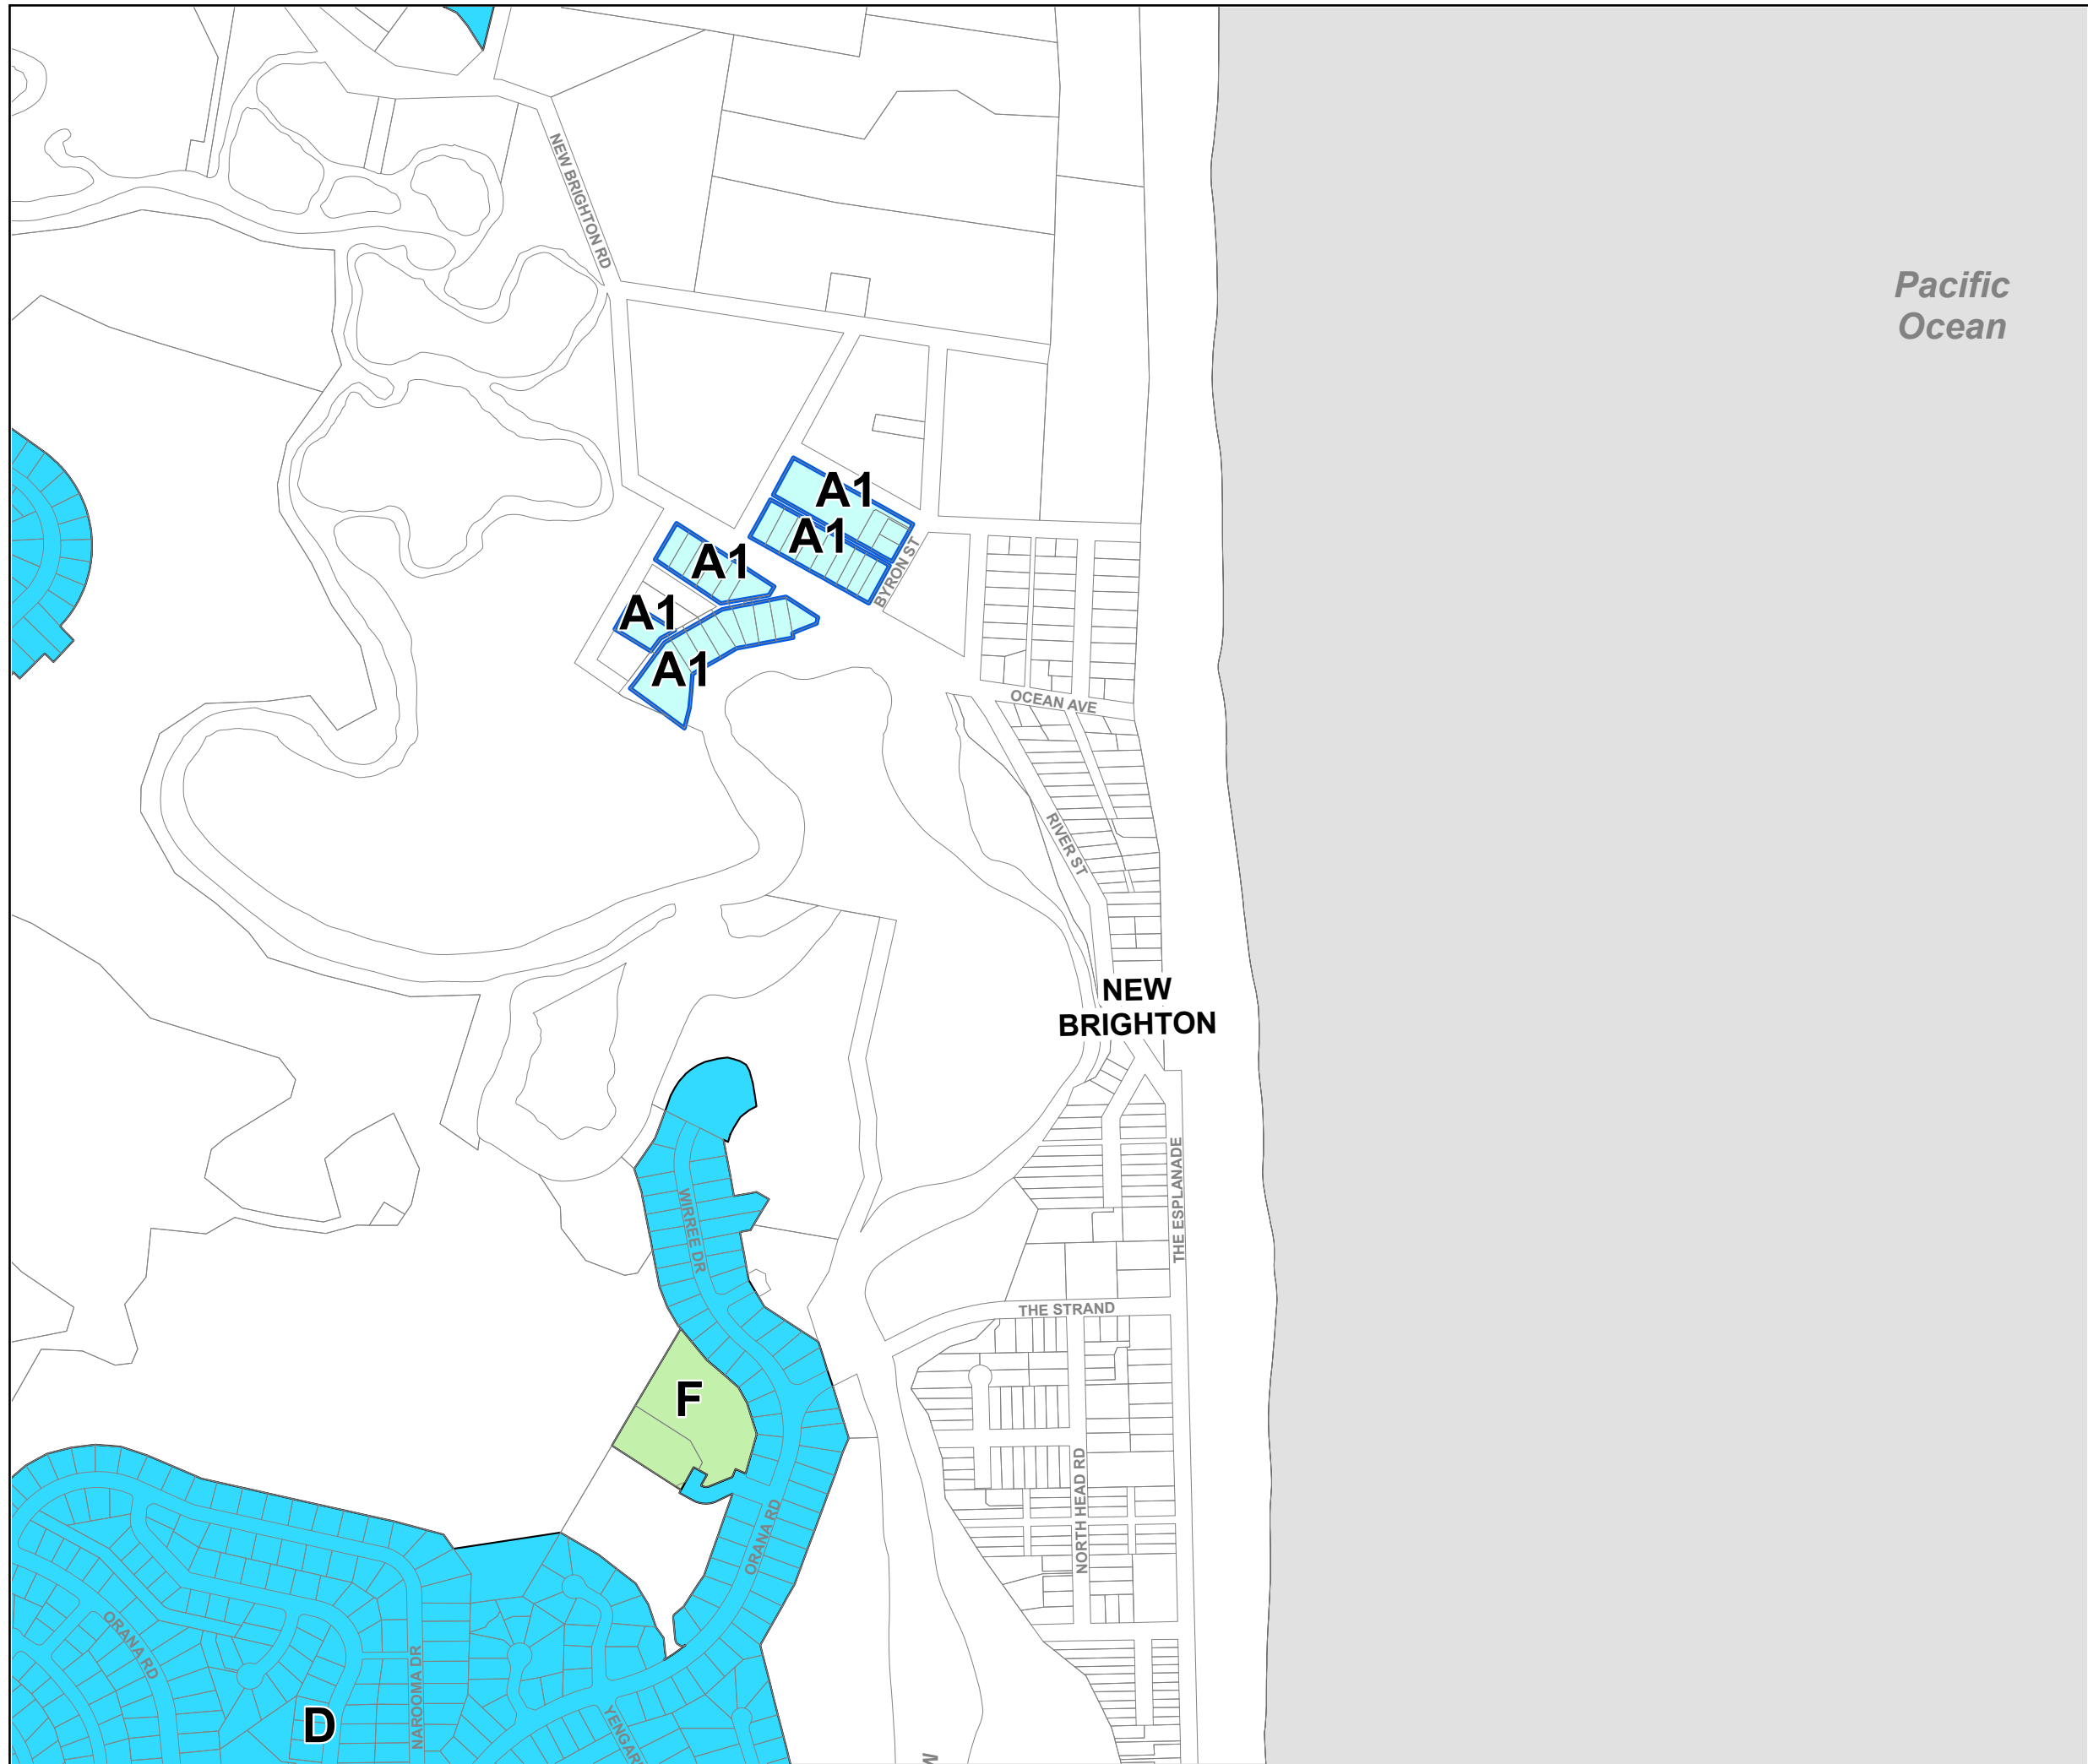 NEW BRIGHTON RD
Pacific
Ocean
A1
A1
A1
BYRON ST
A1
A1
OCEAN AVE
RIVER ST
NEW
BRIGHTON
THE ESPLANADE
WIRREE DR
THE STRAND
F
NORTH HEAD RD
ORANA RD
ORANA RD
NAROOMA DR
D